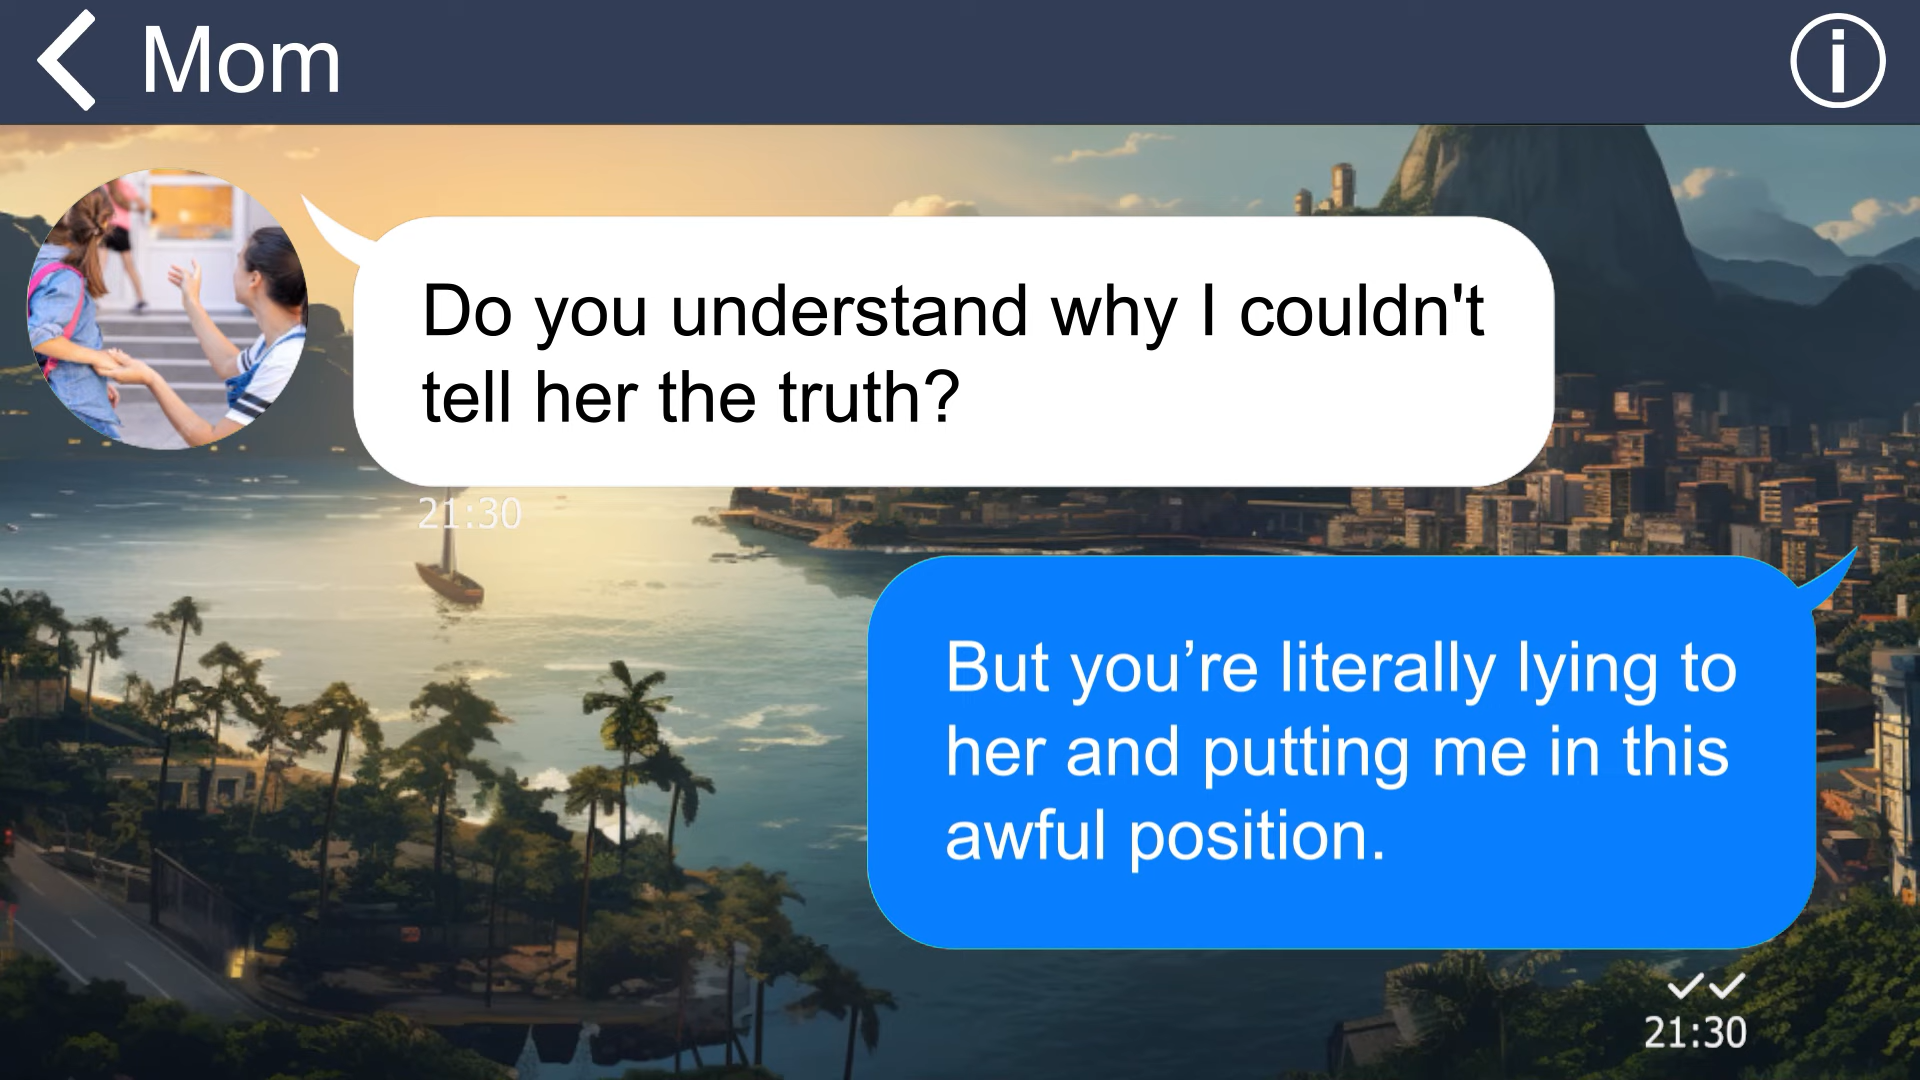 Mom
Do you understand why I couldn't
tell her the truth?
21:30
But you’re literally lying to
her and putting me in this
awful position.
21:30